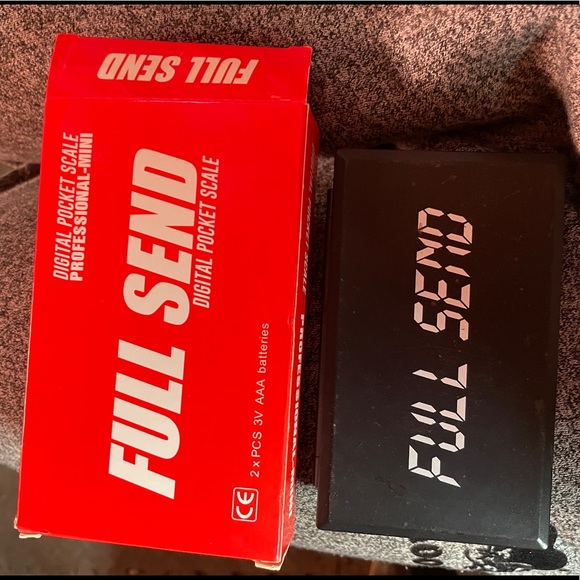 FULL SEND
DIGITAL POCKET SCALE
PROFESSIONAL-MINI
FULL SEND
DIGITAL POCKET SCALE
2 x PCS 3V AAA batteries
CE
FULL SEND